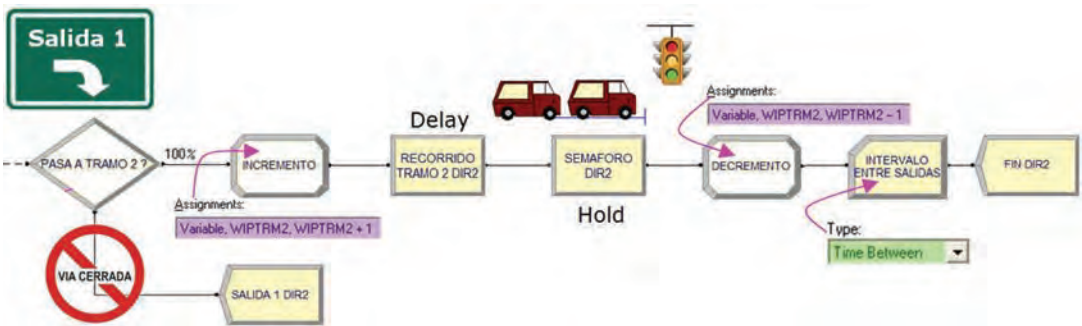 Salida 1
PASA A TRAMO 2 ?
100%
INCREMENTO
Assignments:
Variable, WIPTRM2, WIPTRM2 + 1
Delay
RECORRIDO
TRAMO 2 DIR2
SEMAFORO
DIR2
Hold
Assignments:
Variable, WIPTRM2, WIPTRM2 - 1
DECREMENTO
INTERVALO
ENTRE SALIDAS
Type:
Time Between
FIN DIR2
VIA CERRADA
SALIDA 1 DIR2